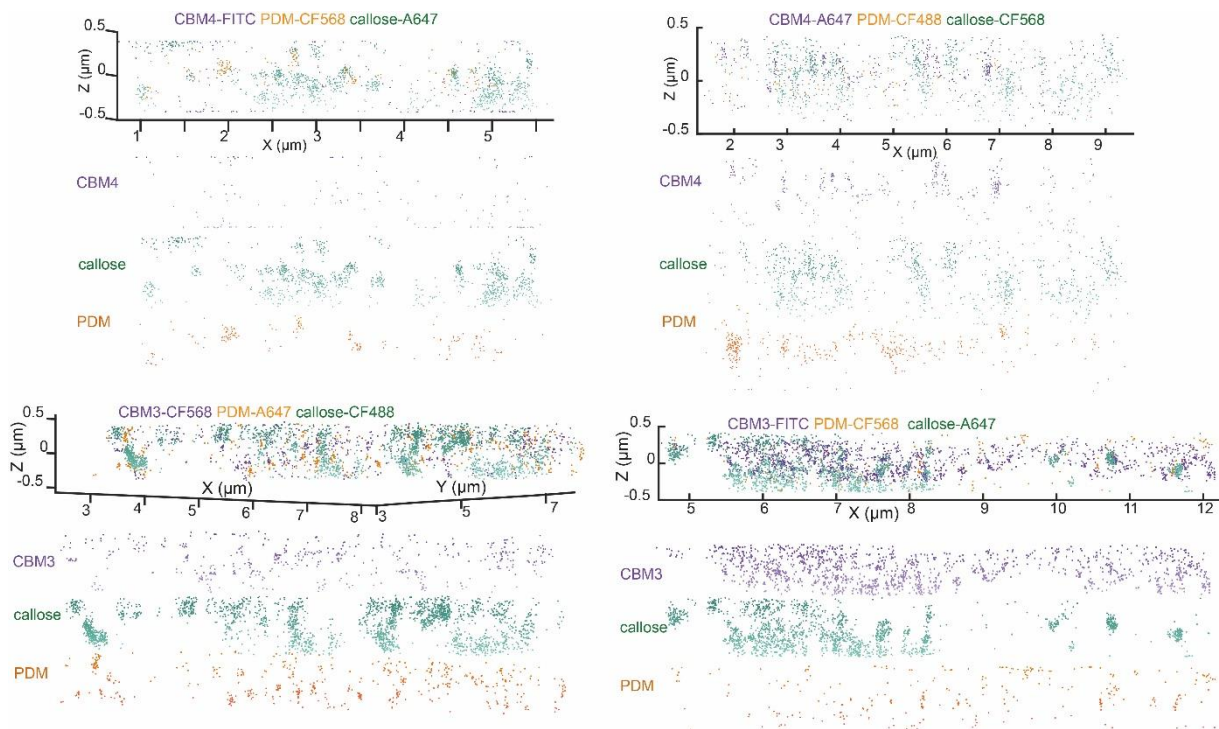 CBM4-FITC PDM-CF568 callose-A647
0.5
0
-0.5
Z (µm)
1 2 3 4 5
X (µm)
CBM4
callose
PDM
CBM4-A647 PDM-CF488 callose-CF568
0.5
0
-0.5
Z (µm)
2 3 4 5 6 7 8 9
X (µm)
CBM4
callose
PDM
CBM3-CF568 PDM-A647 callose-CF488
0.5
0
-0.5
Z (µm)
X (µm) Y (µm)
3 4 5 6 7 8 3 5 7
CBM3
callose
PDM
CBM3-FITC PDM-CF568 callose-A647
0.5
0
-0.5
Z (µm)
5 6 7 8 9 10 11 12
X (µm)
CBM3
callose
PDM